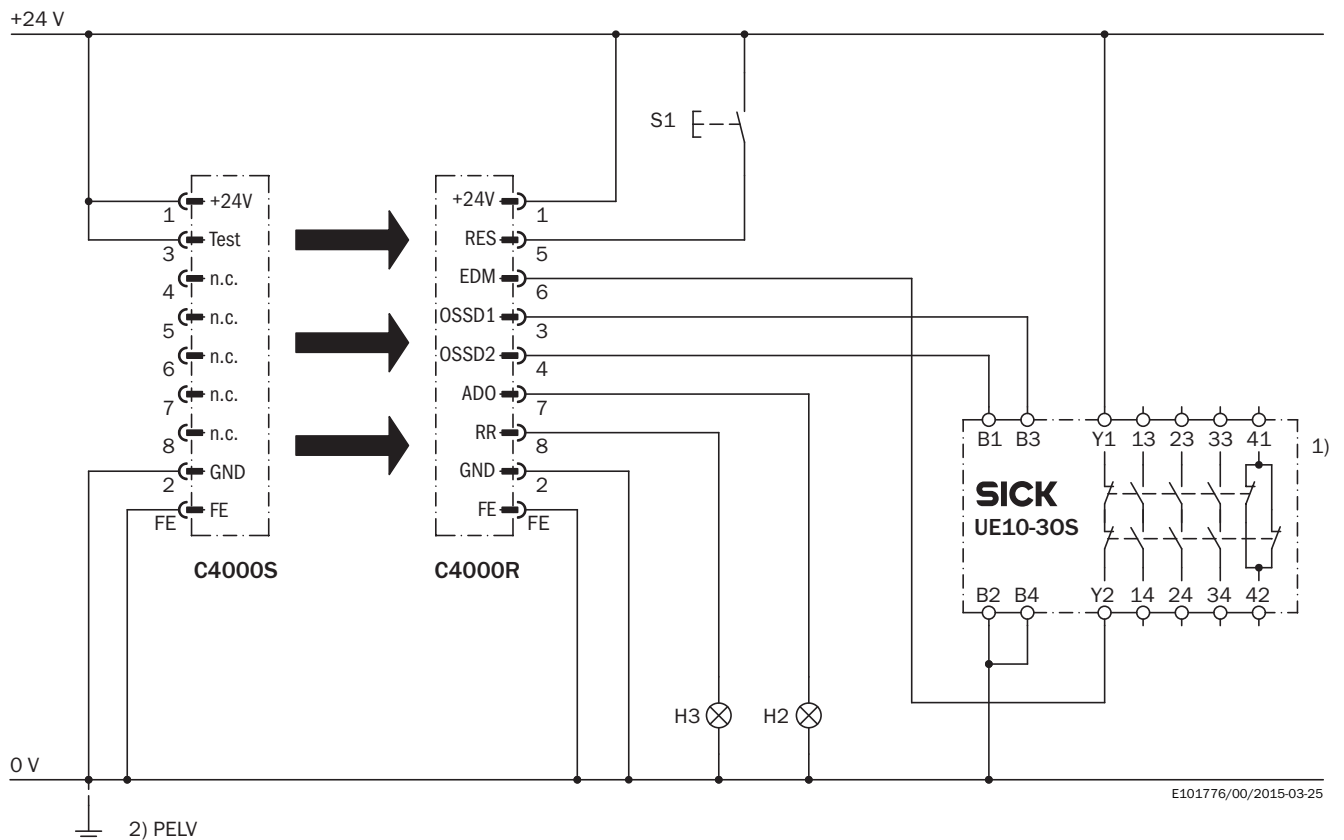 +24 V
S1
1 +24V
3 Test
4 n.c.
5 n.c.
6 n.c.
7 n.c.
8 n.c.
2 GND
FE FE
C4000S
+24V 1
RES 5
EDM 6
OSSD1 3
OSSD2 4
ADO 7
RR 8
GND 2
FE FE
C4000R
B1 B3 Y1 13 23 33 41 1)
SICK
UE10-30S
B2 B4 Y2 14 24 34 42
H3 H2
0 V
E101776/00/2015-03-25
2) PELV